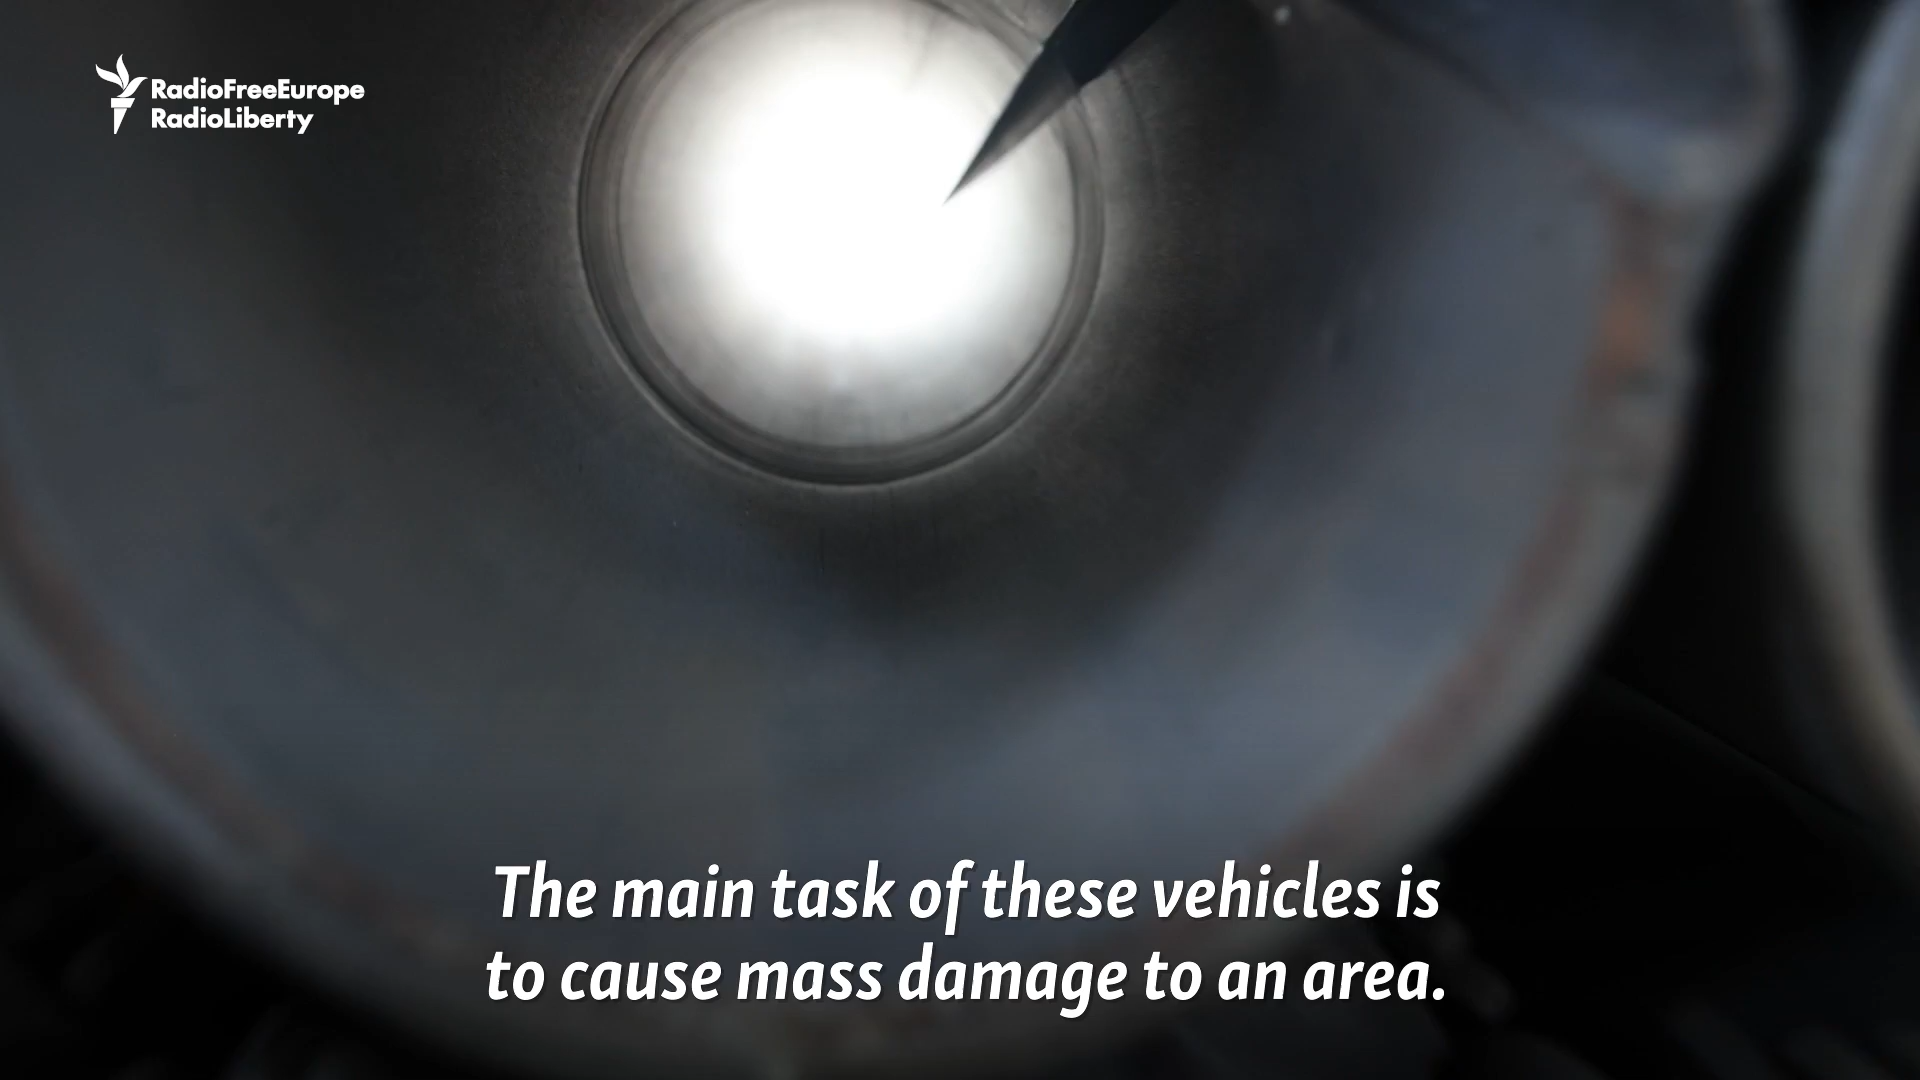 RadioFreeEurope
RadioLiberty
The main task of these vehicles is
to cause mass damage to an area.